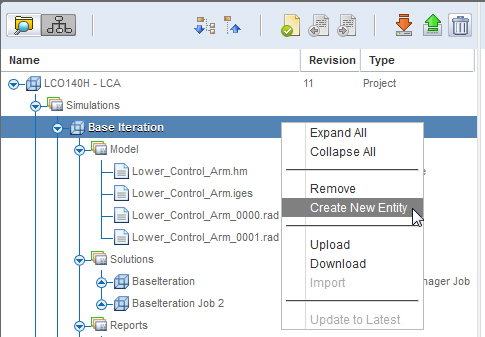 Name Revision Type
LCO140H - LCA 11 Project
Simulations
Base Iteration
Model
Lower_Control_Arm.hm
Lower_Control_Arm.iges
Lower_Control_Arm_0000.rad
Lower_Control_Arm_0001.rad
Solutions
BaseIteration
BaseIteration Job 2
Reports
Expand All
Collapse All
Remove
Create New Entity
Upload
Download
Import
Update to Latest
nager Job